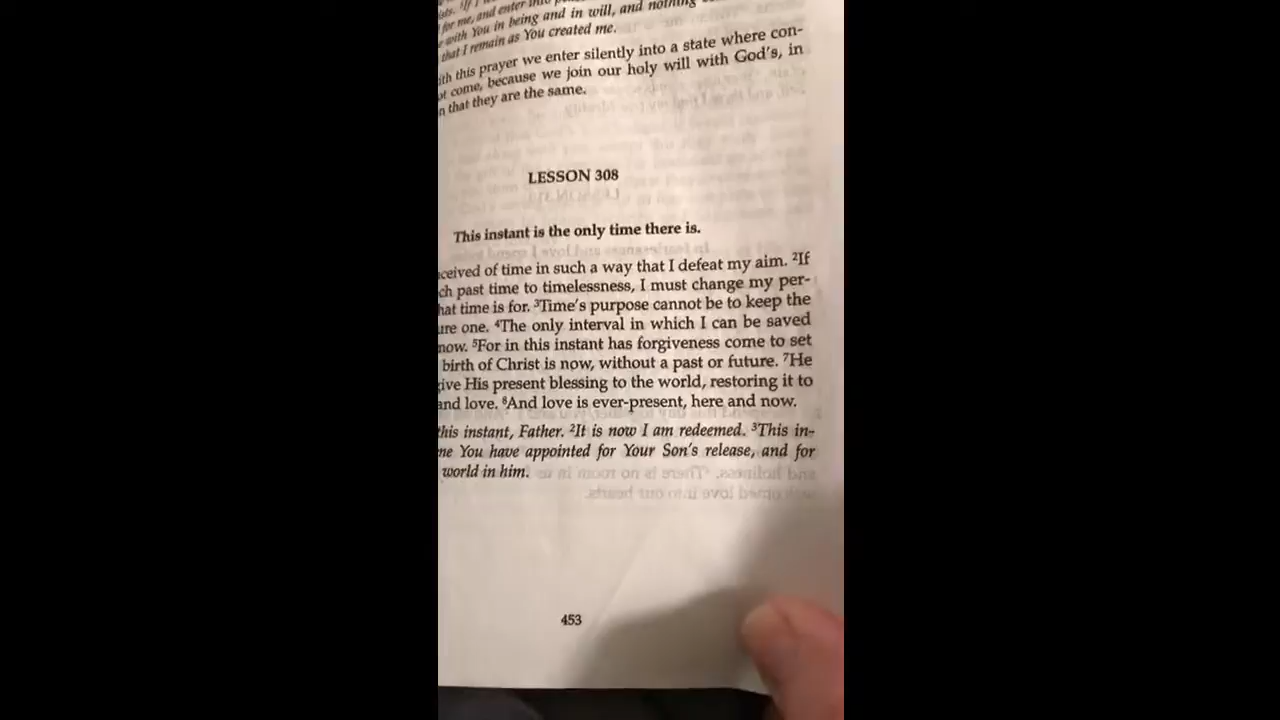 for me, and enter into
with You in being and in will, and nothing
that I remain as You created me.
ith this prayer we enter silently into a state where con-
ot come, because we join our holy will with God's, in
n that they are the same.
LESSON 308
This instant is the only time there is.
ceived of time in such a way that I defeat my aim. ²If
ch past time to timelessness, I must change my per-
hat time is for. ³Time's purpose cannot be to keep the
ure one. ⁴The only interval in which I can be saved
now. ⁵For in this instant has forgiveness come to set
birth of Christ is now, without a past or future. ⁷He
ive His present blessing to the world, restoring it to
and love. ⁸And love is ever-present, here and now.
this instant, Father. ²It is now I am redeemed. ³This in-
me You have appointed for Your Son's release, and for
world in him.
453